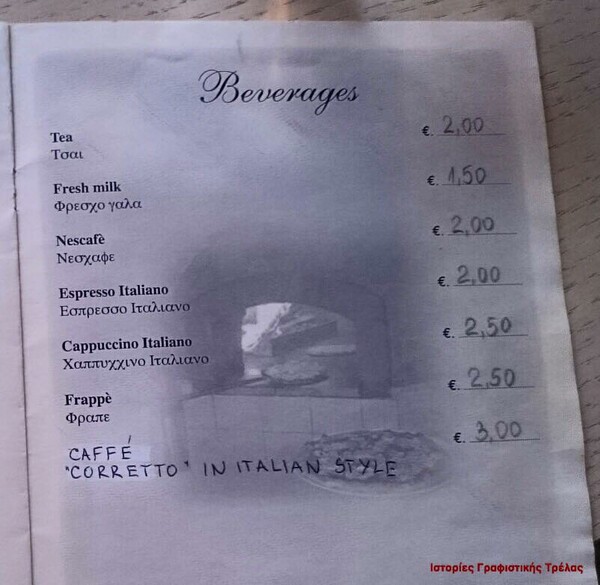 Beverages
Tea
€. 2,00
Τσαι
Fresh milk
€. 1,50
Φρεσχο γαλα
Nescafè
€. 2,00
Νεσχαφε
Espresso Italiano
€. 2,00
Εσπρεσσο Ιταλιανο
Cappuccino Italiano
€. 2,50
Χαππυχχινο Ιταλιανο
Frappè
€. 2,50
Φραπε
CAFFÉ
€. 3,00
"CORRETTO" IN ITALIAN STYLE
Ιστορίες Γραφιστικής Τρέλας